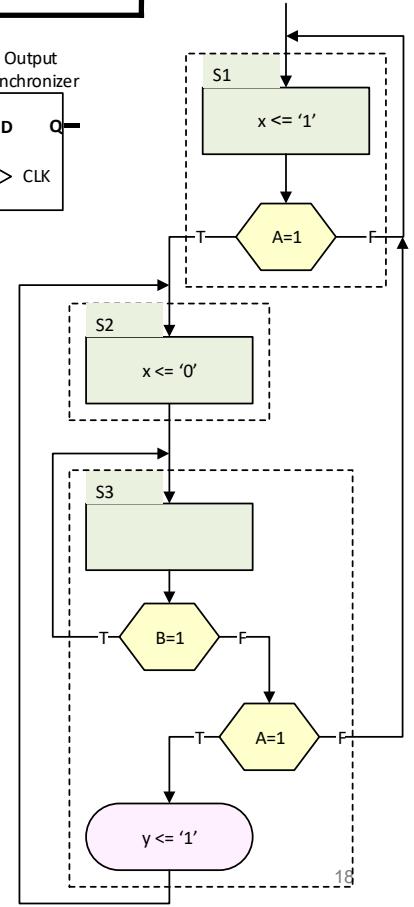 Output
nchronizer
D
Q
CLK
S1
x <= ‘1’
A=1
T
F
S2
x <= ‘0’
S3
B=1
T
F
A=1
T
F
y <= ‘1’
18